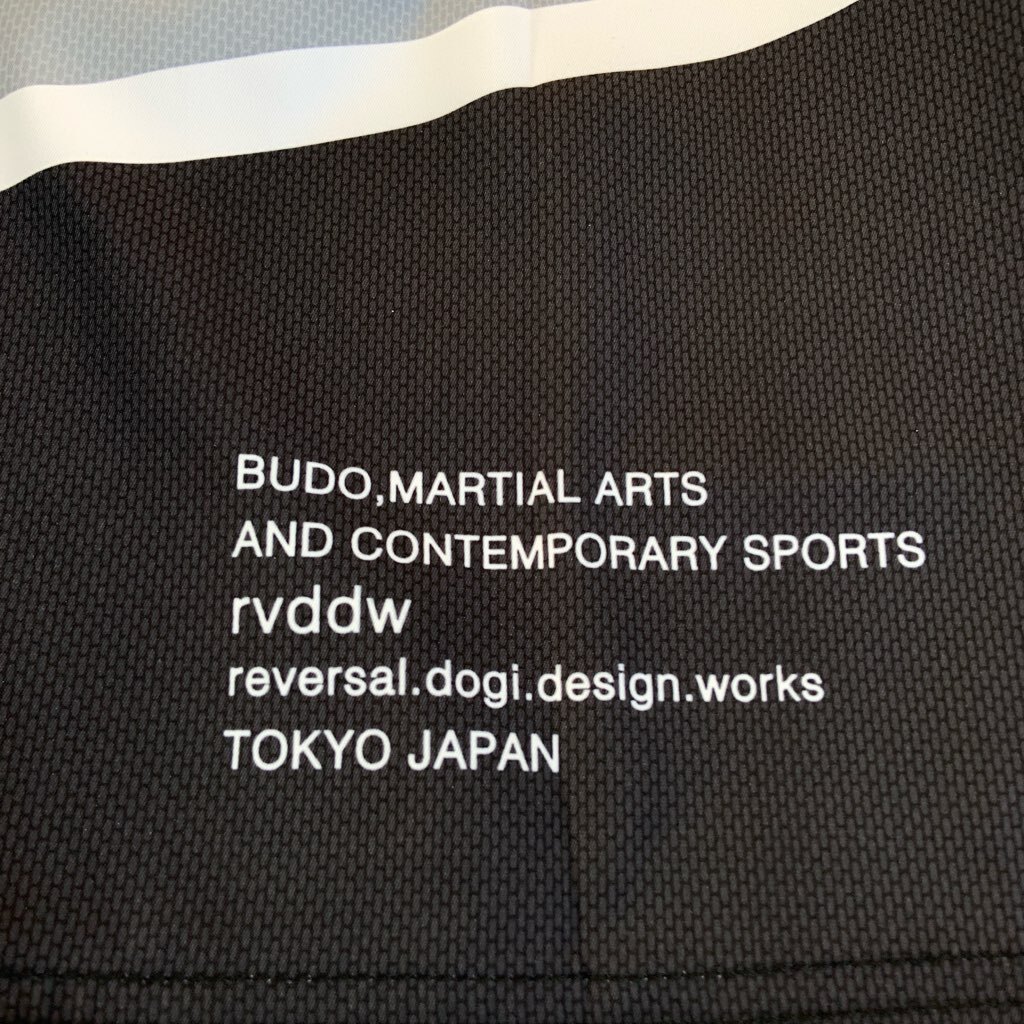 BUDO,MARTIAL ARTS
AND CONTEMPORARY SPORTS
rvddw
reversal.dogi.design.works
TOKYO JAPAN